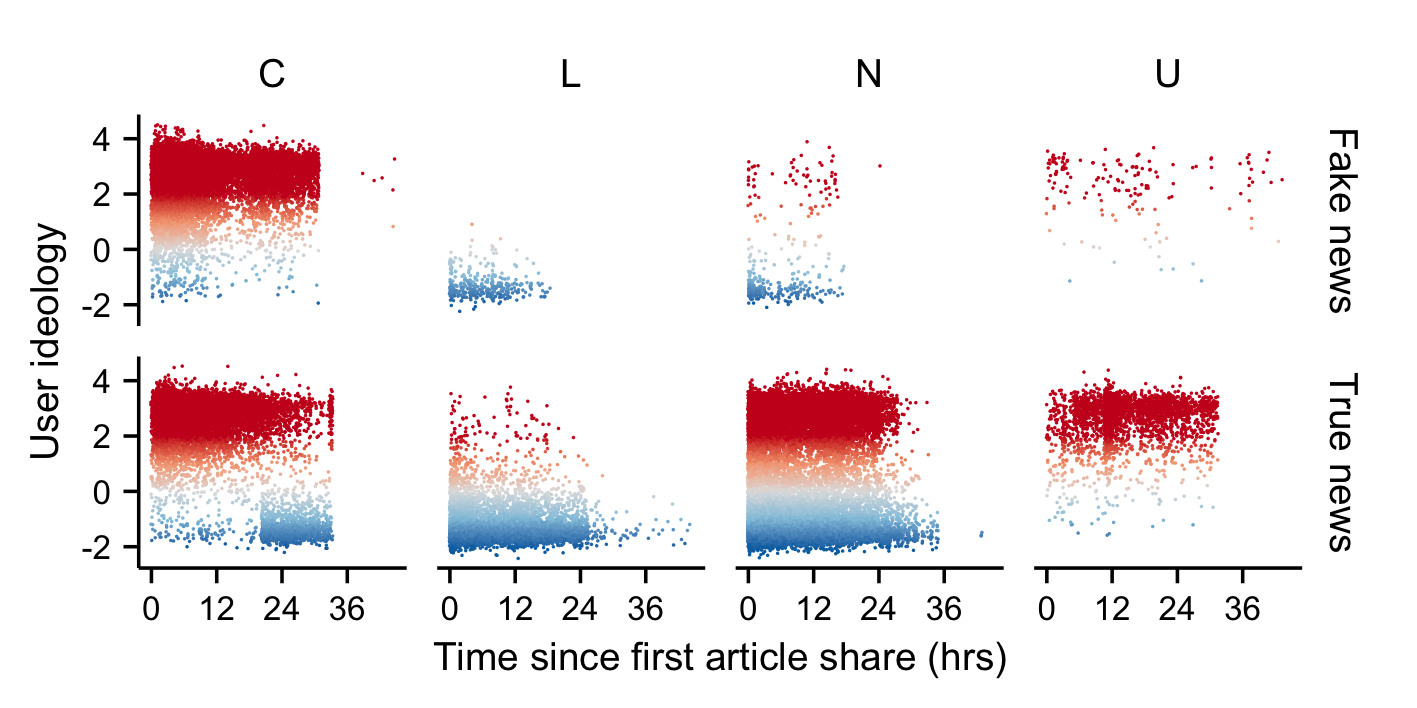 C L N U
4
2
0
-2
Fake news
User ideology
4
2
0
-2
True news
0 12 24 36 0 12 24 36 0 12 24 36 0 12 24 36
Time since first article share (hrs)